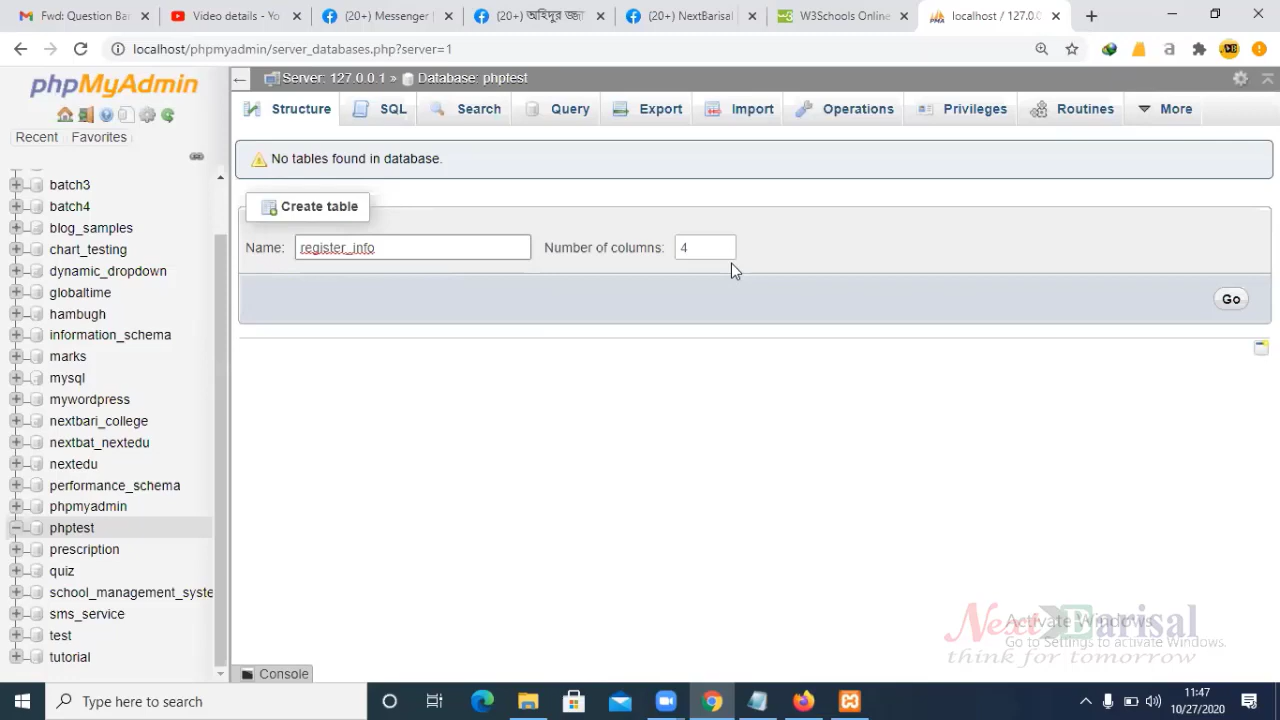 Fwd: Question Bar
Video details - Yo
(20+) Messenger
(20+) অহিদুর জ্জা
(20+) NextBarisal
W3Schools Online
localhost / 127.0.0
localhost/phpmyadmin/server_databases.php?server=1
phpMyAdmin
Recent
Favorites
batch3
batch4
blog_samples
chart_testing
dynamic_dropdown
globaltime
hambugh
information_schema
marks
mysql
mywordpress
nextbari_college
nextbat_nextedu
nextedu
performance_schema
phpmyadmin
phptest
prescription
quiz
school_management_syste
sms_service
test
tutorial
Server: 127.0.0.1 » Database: phptest
Structure
SQL
Search
Query
Export
Import
Operations
Privileges
Routines
More
No tables found in database.
Create table
Name: register_info Number of columns: 4
Go
Console
Next Barisal
think for tomorrow
Activate Windows
Go to Settings to activate Windows.
Type here to search
11:47
10/27/2020